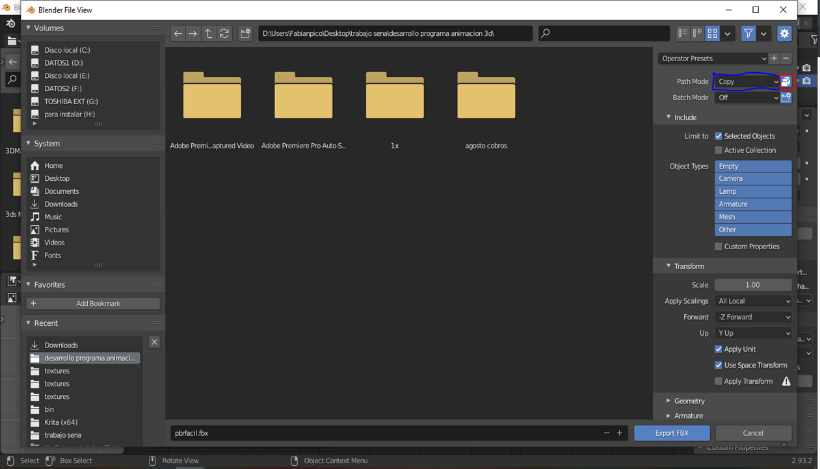 Blender File View
Volumes
Disco local (C:)
DATOS1 (D:)
Disco local (E:)
DATOS2 (F:)
TOSHIBA EXT (G:)
para instalar (H:)
System
Home
Desktop
Documents
Downloads
Music
Pictures
Videos
Fonts
Favorites
Add Bookmark
Recent
Downloads
desarrollo programa animaci...
textures
textures
textures
bin
Krita (x64)
trabajo sena
D:\Users\Fabianpico\Desktop\trabajo sena\desarrollo programa animacion 3d\
Adobe Premi...aptured Video
Adobe Premiere Pro Auto-S...
1x
agosto cobros
pbrfacil.fbx
Operator Presets
Path Mode Copy
Batch Mode Off
Include
Limit to Selected Objects
Active Collection
Object Types Empty
Camera
Lamp
Armature
Mesh
Other
Custom Properties
Transform
Scale 1.00
Apply Scalings All Local
Forward -Z Forward
Up Y Up
Apply Unit
Use Space Transform
Apply Transform
Geometry
Armature
Export FBX Cancel
3DM
3ds M
Custom Properties
Select Box Select Rotate View Object Context Menu 2.93.2